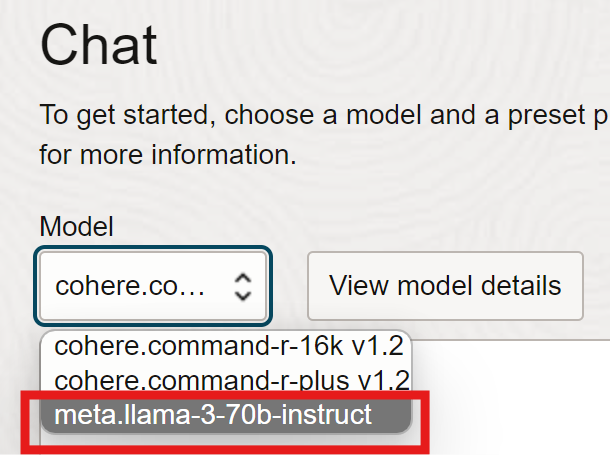 Chat
To get started, choose a model and a preset p
for more information.
Model
cohere.co...
View model details
cohere.command-r-16k v1.2
cohere.command-r-plus v1.2
meta.llama-3-70b-instruct